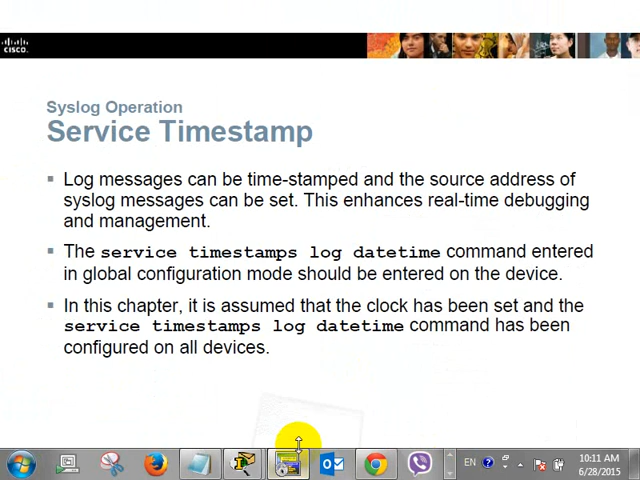 CISCO.
Syslog Operation
Service Timestamp
▪ Log messages can be time-stamped and the source address of
syslog messages can be set. This enhances real-time debugging
and management.
▪ The service timestamps log datetime command entered
in global configuration mode should be entered on the device.
▪ In this chapter, it is assumed that the clock has been set and the
service timestamps log datetime command has been
configured on all devices.
EN
10:11 AM
6/28/2015